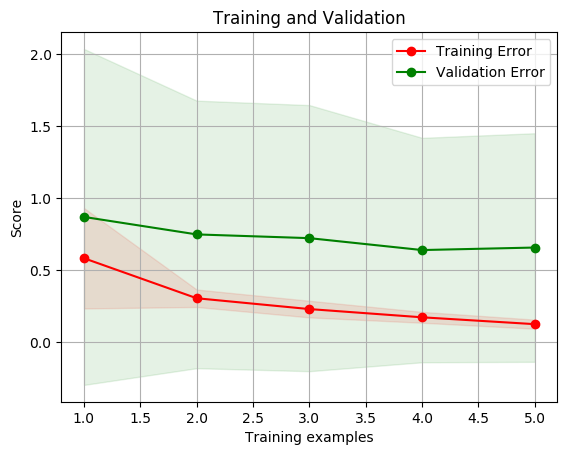 Training and Validation
Training Error
Validation Error
2.0
1.5
1.0
0.5
0.0
Score
1.0 1.5 2.0 2.5 3.0 3.5 4.0 4.5 5.0
Training examples